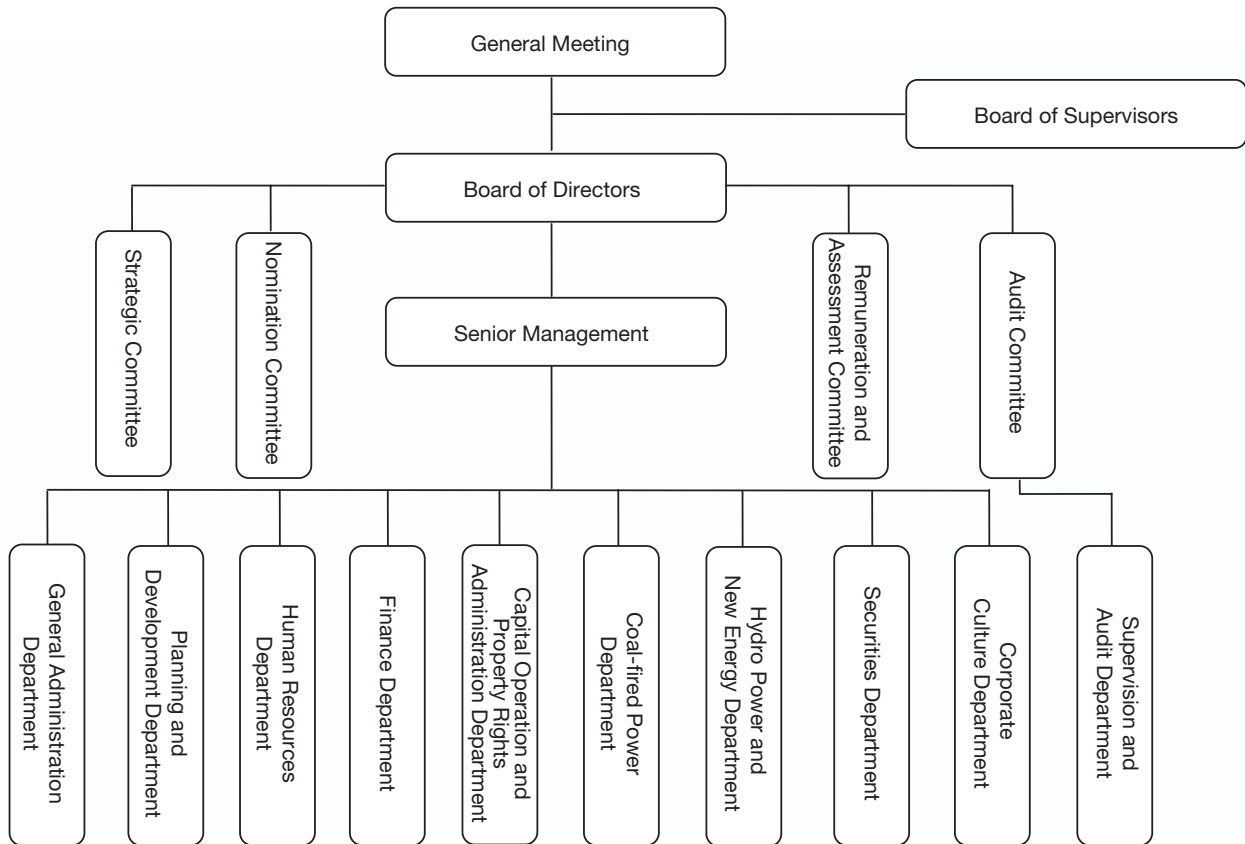 General Meeting
Board of Supervisors
Board of Directors
Strategic Committee
Nomination Committee
Remuneration and
Assessment Committee
Audit Committee
Senior Management
General Administration
Department
Planning and
Development Department
Human Resources
Department
Finance Department
Capital Operation and
Property Rights
Administration Department
Coal-fired Power
Department
Hydro Power and
New Energy Department
Securities Department
Corporate
Culture Department
Supervision and
Audit Department